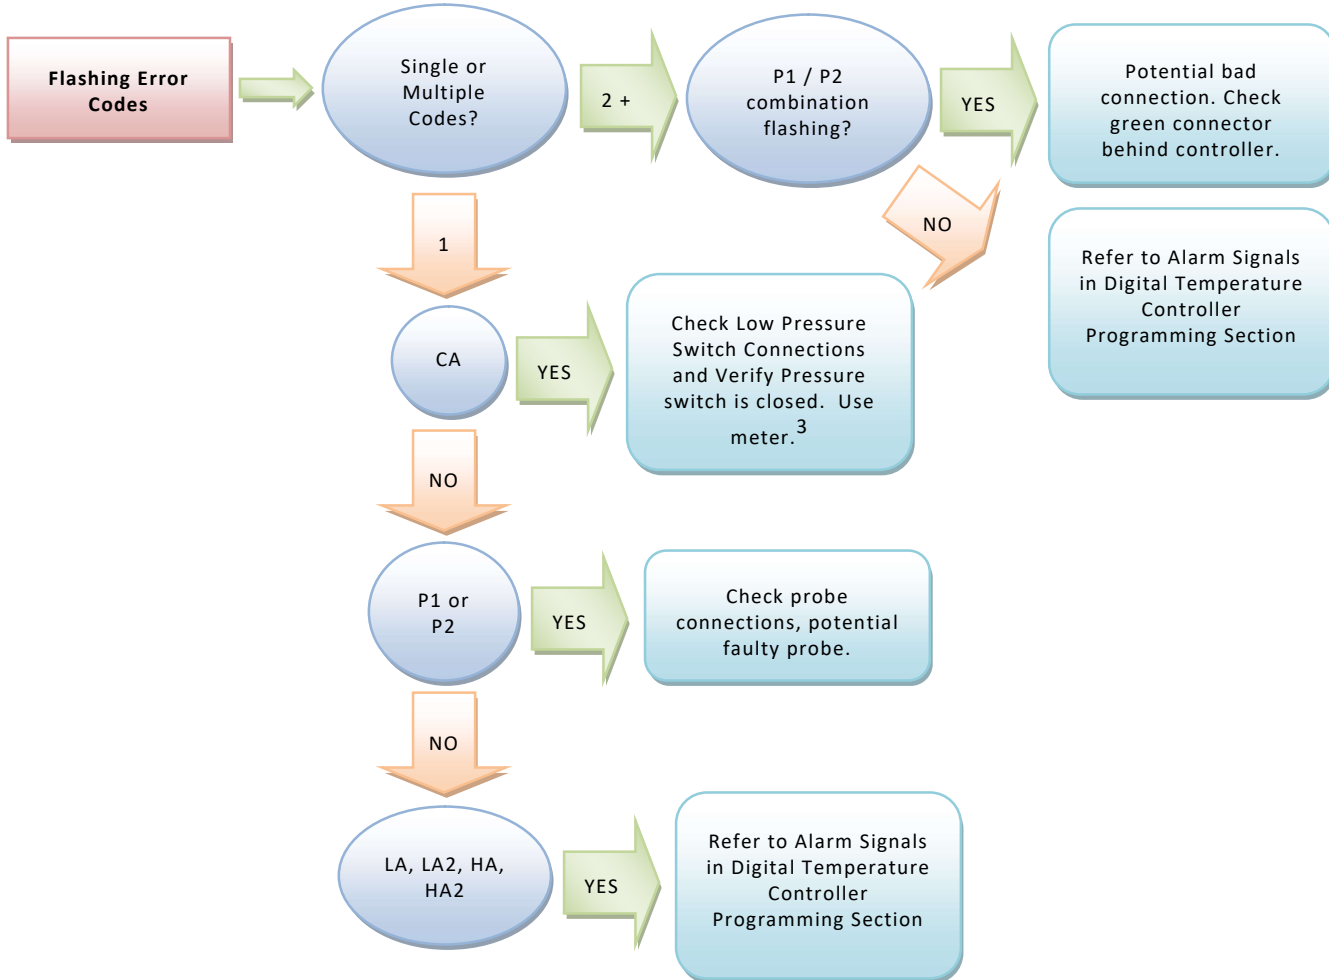 Flashing Error
Codes
Single or
Multiple
Codes?
2 +
P1 / P2
combination
flashing?
YES
Potential bad
connection. Check
green connector
behind controller.
NO
Refer to Alarm Signals
in Digital Temperature
Controller
Programming Section
1
CA
YES
Check Low Pressure
Switch Connections
and Verify Pressure
switch is closed. Use
meter.3
NO
P1 or
P2
YES
Check probe
connections, potential
faulty probe.
NO
LA, LA2, HA,
HA2
YES
Refer to Alarm Signals
in Digital Temperature
Controller
Programming Section